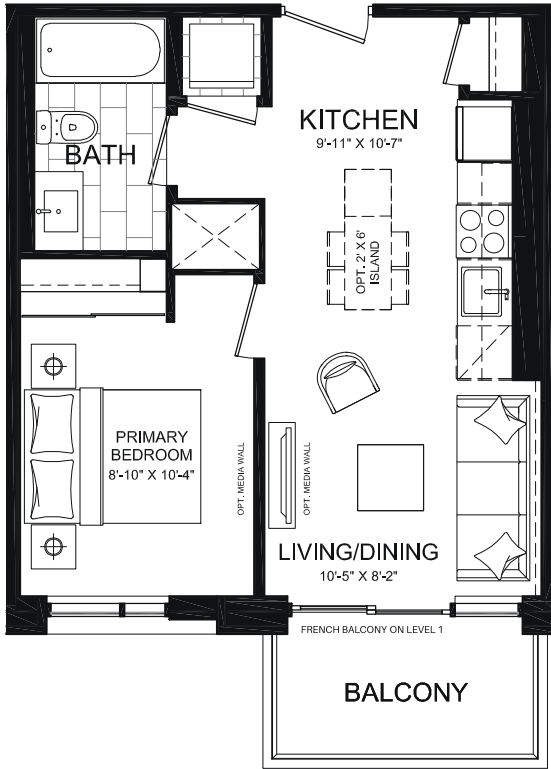 KITCHEN
9'-11" X 10'-7"
BATH
OPT. 2' X 6'
ISLAND
PRIMARY
BEDROOM
8'-10" X 10'-4"
OPT. MEDIA WALL
OPT. MEDIA WALL
LIVING/DINING
10'-5" X 8'-2"
FRENCH BALCONY ON LEVEL 1
BALCONY